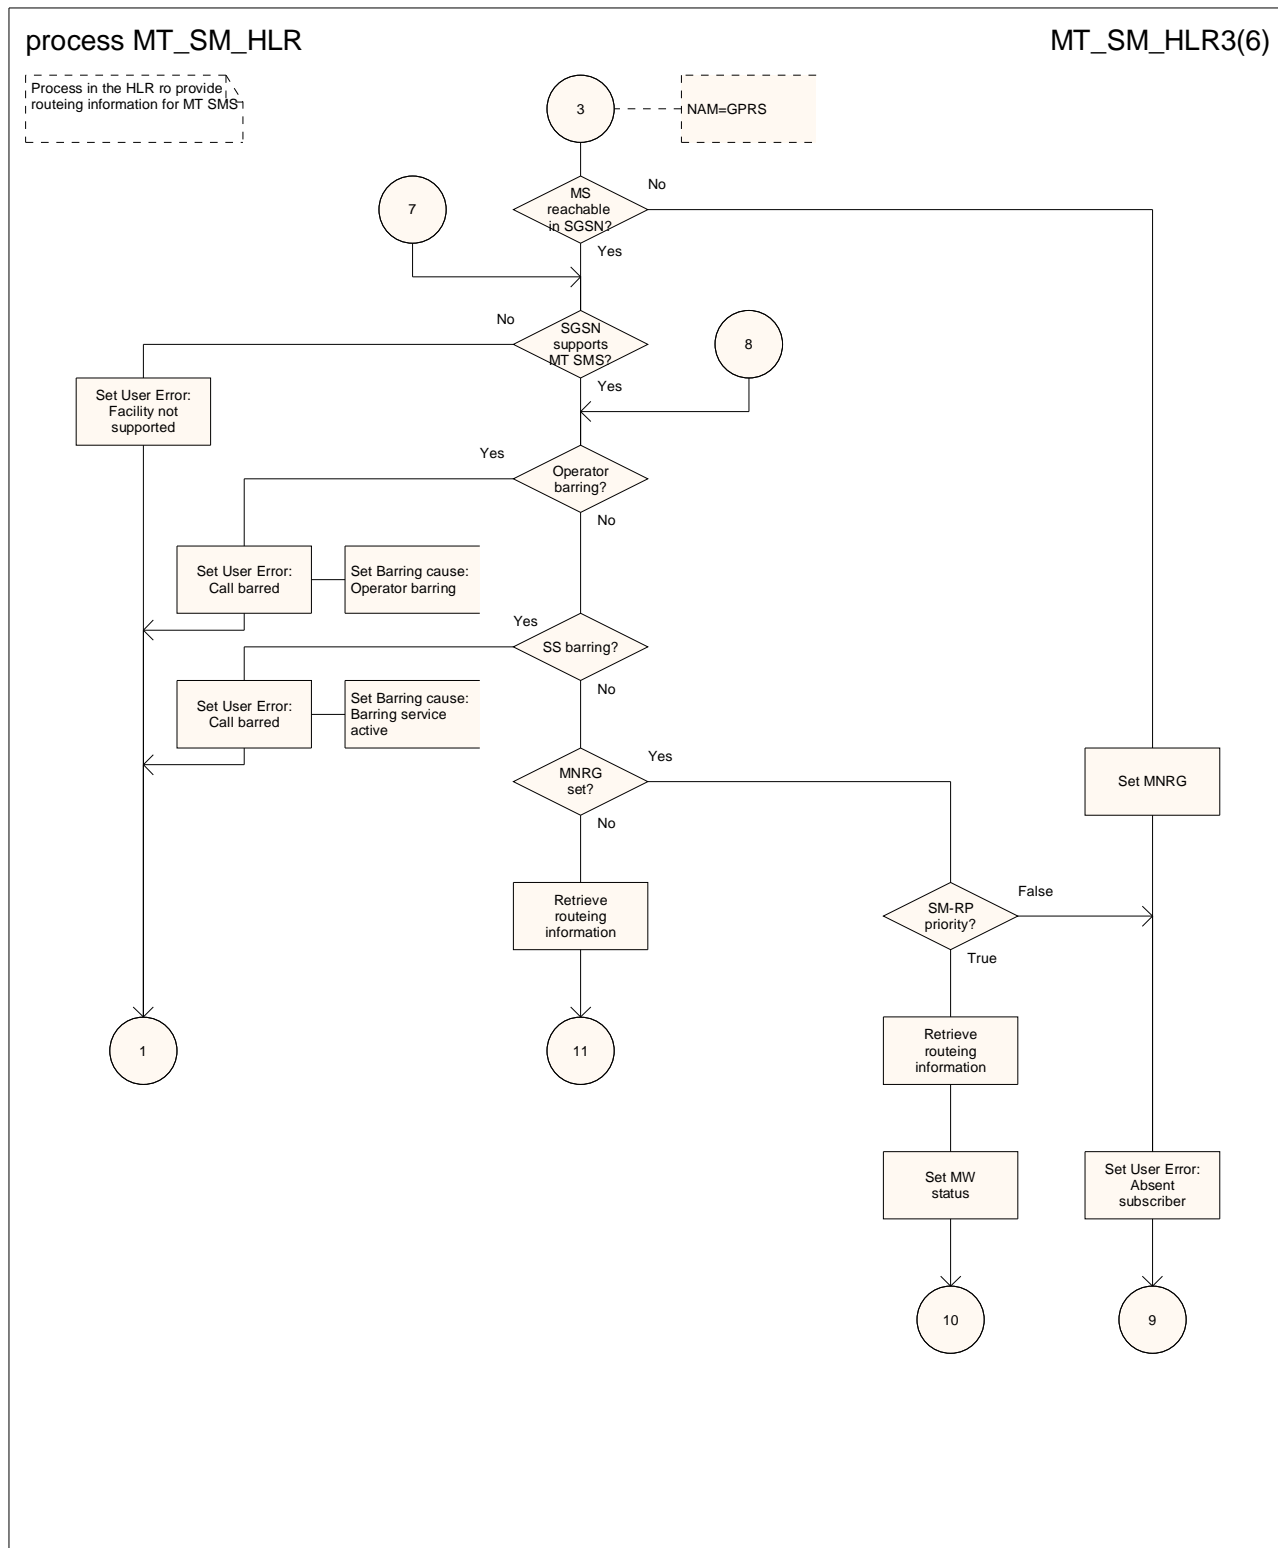 process MT_SM_HLR
MT_SM_HLR3(6)
Process in the HLR ro provide
routeing information for MT SMS
3
NAM=GPRS
MS
reachable
in SGSN?
No
7
Yes
SGSN
supports
MT SMS?
No
8
Yes
Set User Error:
Facility not
supported
Operator
barring?
Yes
No
Set User Error:
Call barred
Set Barring cause:
Operator barring
Yes
SS barring?
No
Set User Error:
Call barred
Set Barring cause:
Barring service
active
MNRG
set?
Yes
No
Set MNRG
Retrieve
routeing
information
SM-RP
priority?
False
True
1
11
Retrieve
routeing
information
Set MW
status
Set User Error:
Absent
subscriber
10
9